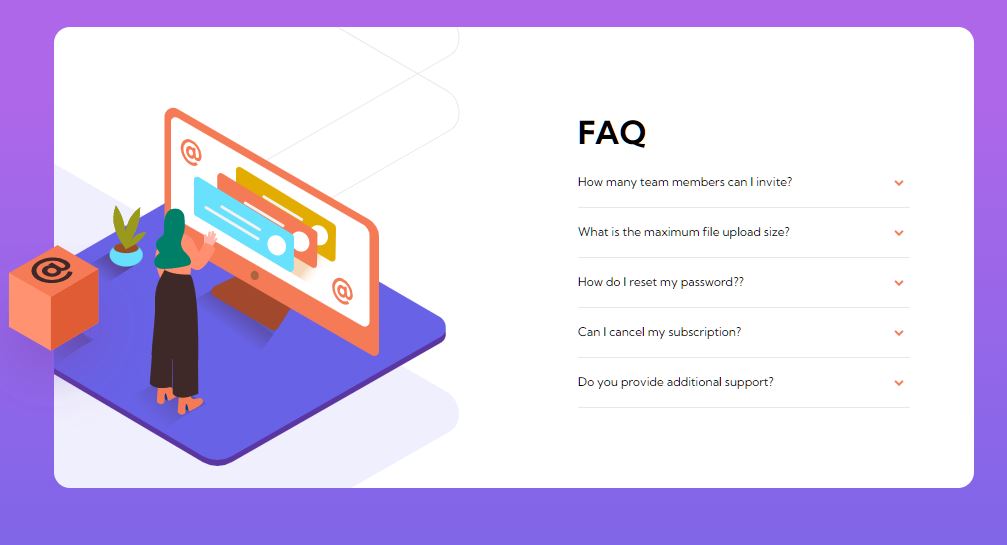 FAQ
How many team members can I invite?
What is the maximum file upload size?
How do I reset my password??
Can I cancel my subscription?
Do you provide additional support?
@
@
@